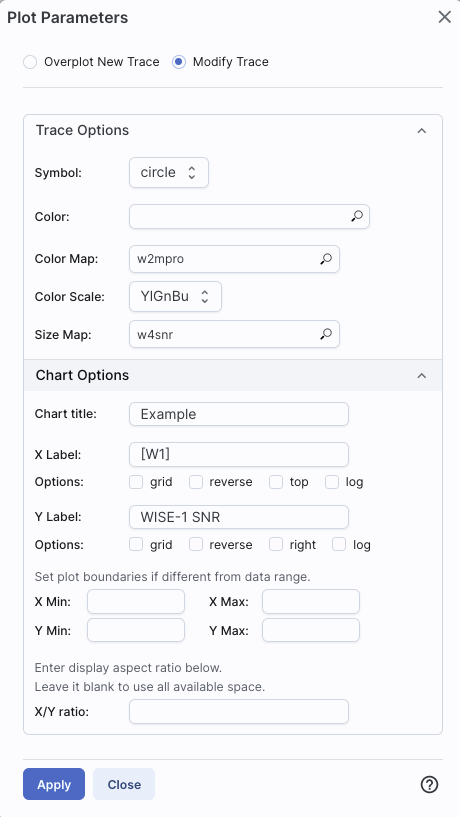 Plot Parameters
Overplot New Trace Modify Trace
Trace Options
Symbol: circle
Color:
Color Map: w2mpro
Color Scale: YlGnBu
Size Map: w4snr
Chart Options
Chart title: Example
X Label: [W1]
Options: grid reverse top log
Y Label: WISE-1 SNR
Options: grid reverse right log
Set plot boundaries if different from data range.
X Min: X Max:
Y Min: Y Max:
Enter display aspect ratio below.
Leave it blank to use all available space.
X/Y ratio:
Apply Close